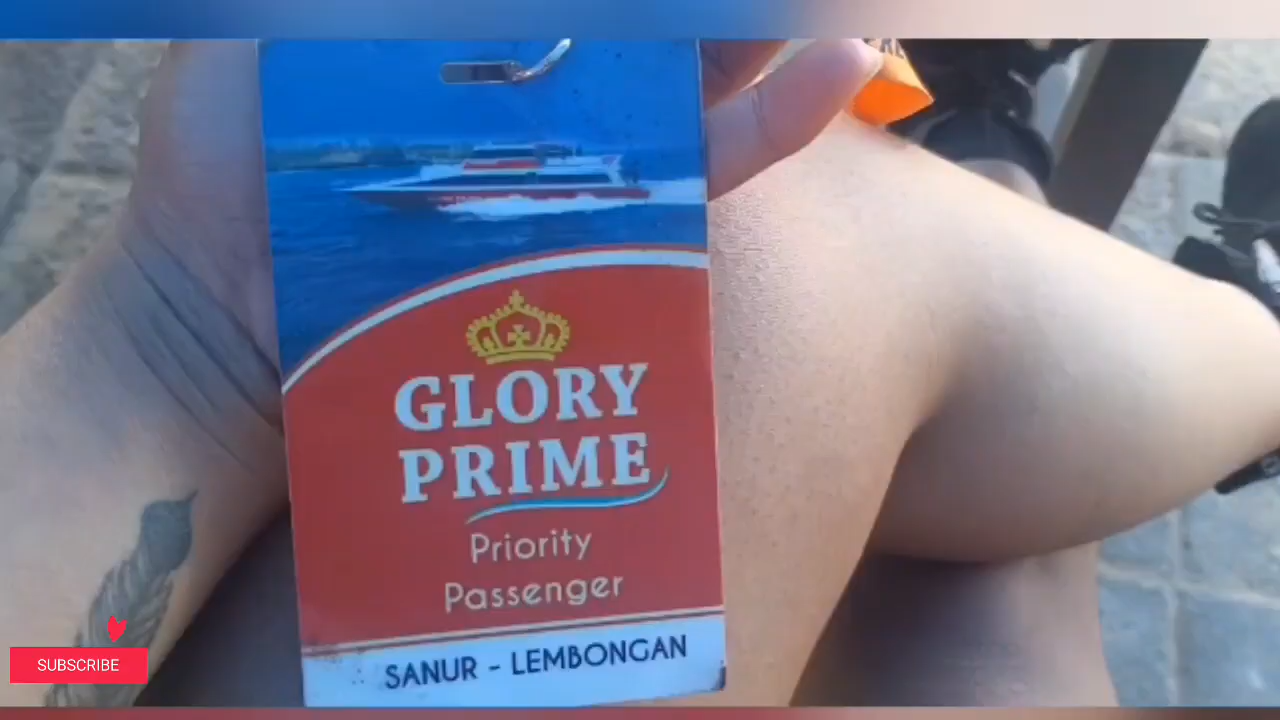 GLORY
PRIME
Priority
Passenger
SANUR - LEMBONGAN
SUBSCRIBE